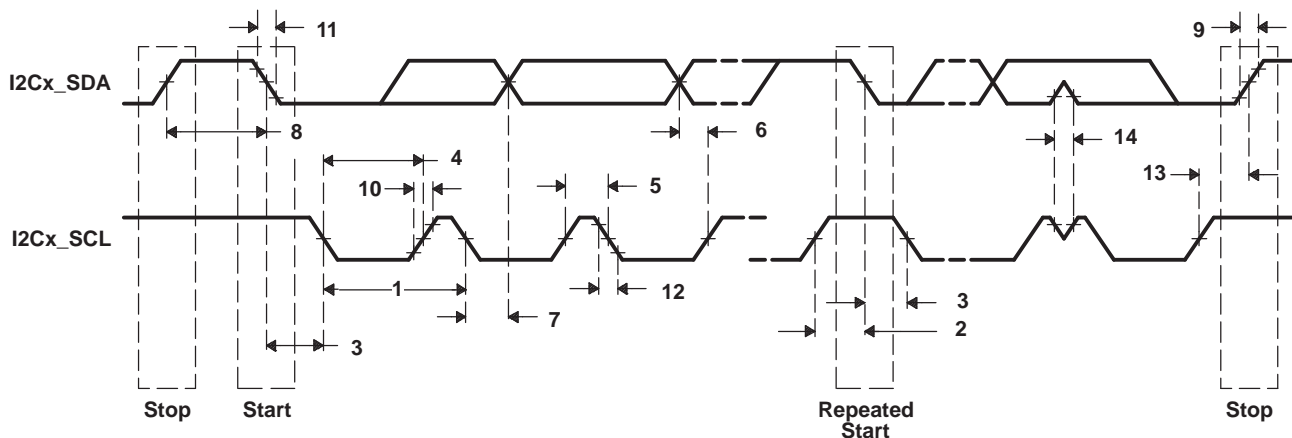 11
9
I2Cx_SDA
8
6
14
4
10
5
13
I2Cx_SCL
1
12
7
3
3
2
Stop
Start
Repeated
Start
Stop